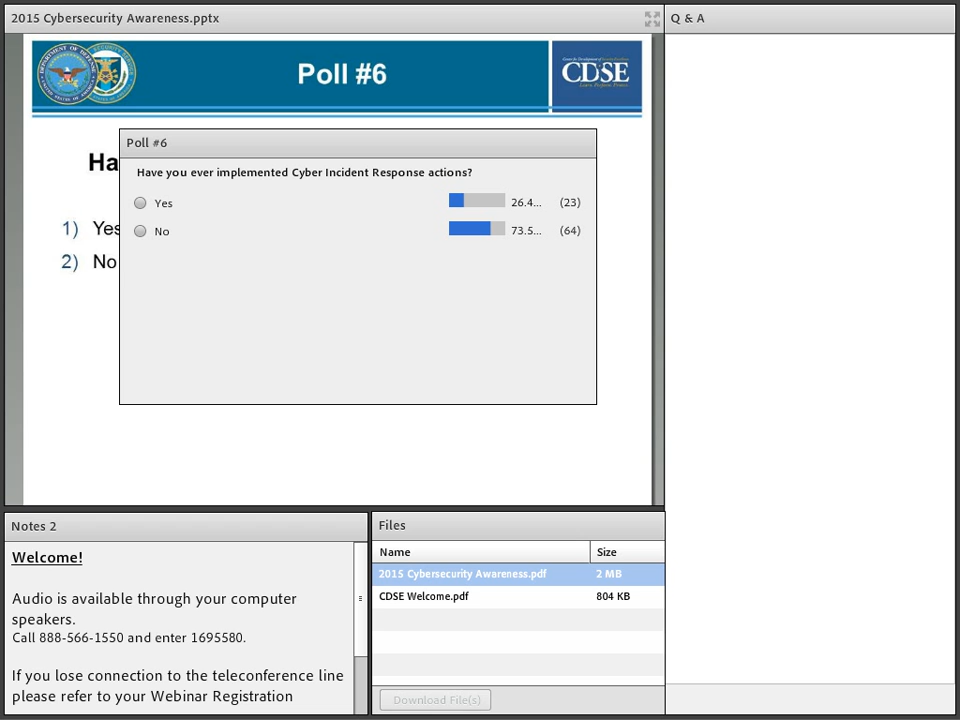 2015 Cybersecurity Awareness.pptx
Q & A
Poll #6
CDSE
Poll #6
Ha
Have you ever implemented Cyber Incident Response actions?
Yes 26.4... (23)
No 73.5... (64)
1) Yes
2) No
Notes 2
Welcome!
Audio is available through your computer
speakers.
Call 888-566-1550 and enter 1695580.
If you lose connection to the teleconference line
please refer to your Webinar Registration
Files
Name Size
2015 Cybersecurity Awareness.pdf 2 MB
CDSE Welcome.pdf 804 KB
Download File(s)